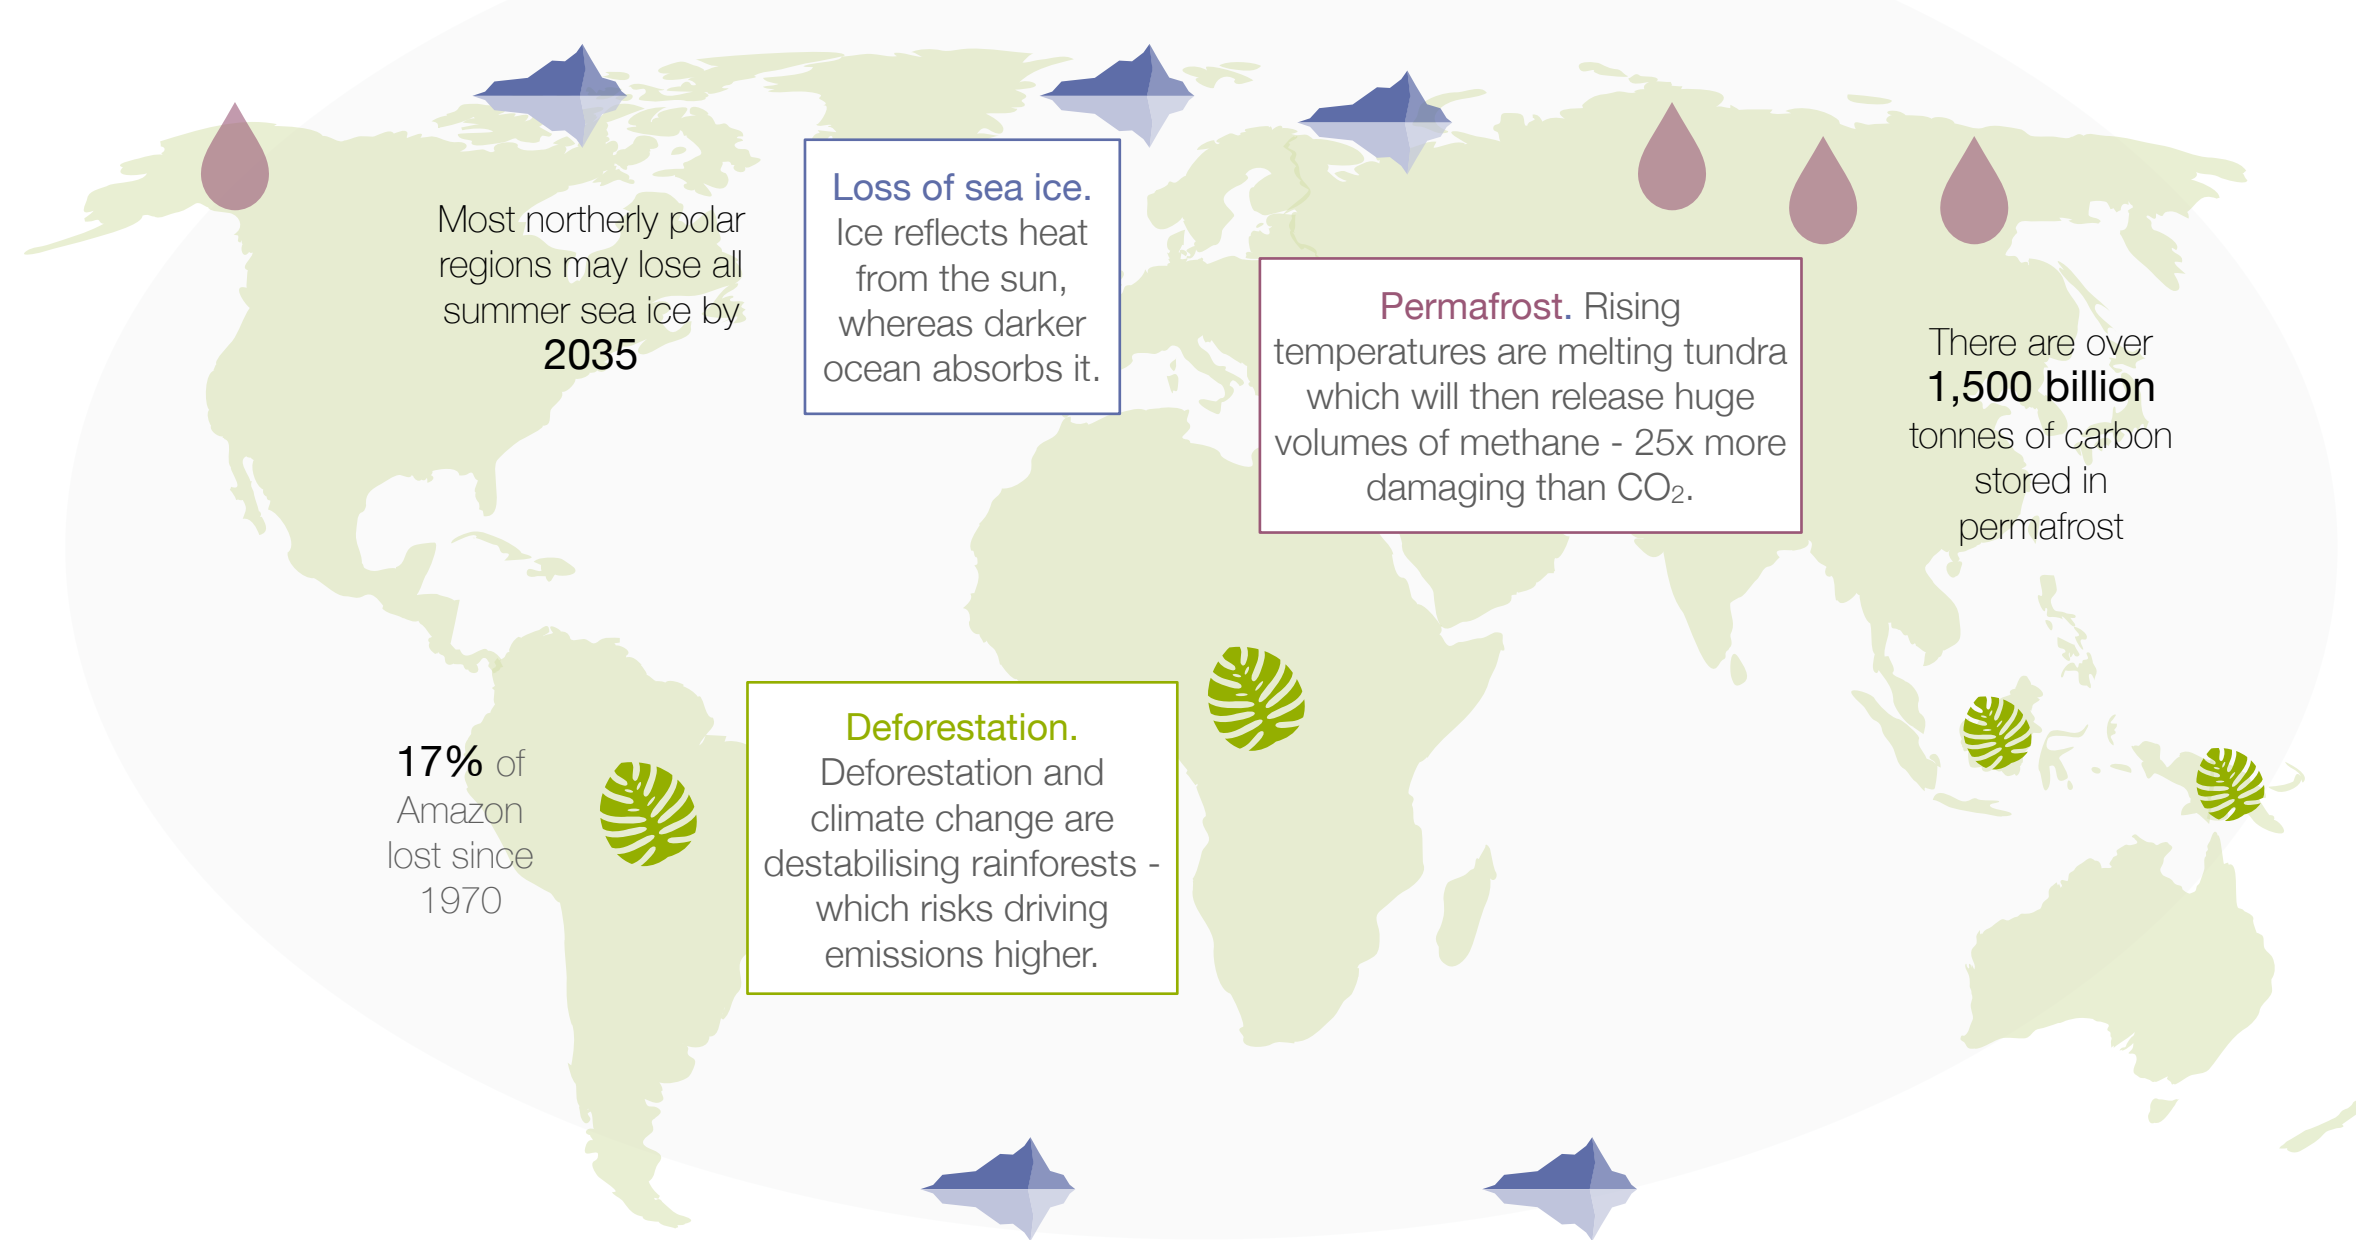 Most northerly polar
regions may lose all
summer sea ice by
2035
Loss of sea ice.
Ice reflects heat
from the sun,
whereas darker
ocean absorbs it.
Permafrost. Rising
temperatures are melting tundra
which will then release huge
volumes of methane - 25x more
damaging than CO₂.
There are over
1,500 billion
tonnes of carbon
stored in
permafrost
17% of
Amazon
lost since
1970
Deforestation.
Deforestation and
climate change are
destabilising rainforests -
which risks driving
emissions higher.